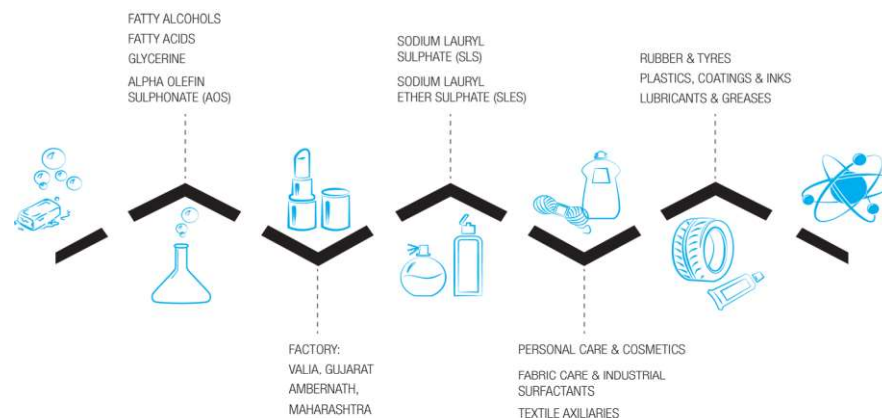 FATTY ALCOHOLS
FATTY ACIDS
GLYCERINE
ALPHA OLEFIN
SULPHONATE (AOS)
SODIUM LAURYL
SULPHATE (SLS)
SODIUM LAURYL
ETHER SULPHATE (SLES)
RUBBER & TYRES
PLASTICS, COATINGS & INKS
LUBRICANTS & GREASES
FACTORY:
VALIA, GUJARAT
AMBERNATH,
MAHARASHTRA
PERSONAL CARE & COSMETICS
FABRIC CARE & INDUSTRIAL
SURFACTANTS
TEXTILE AXILIARIES